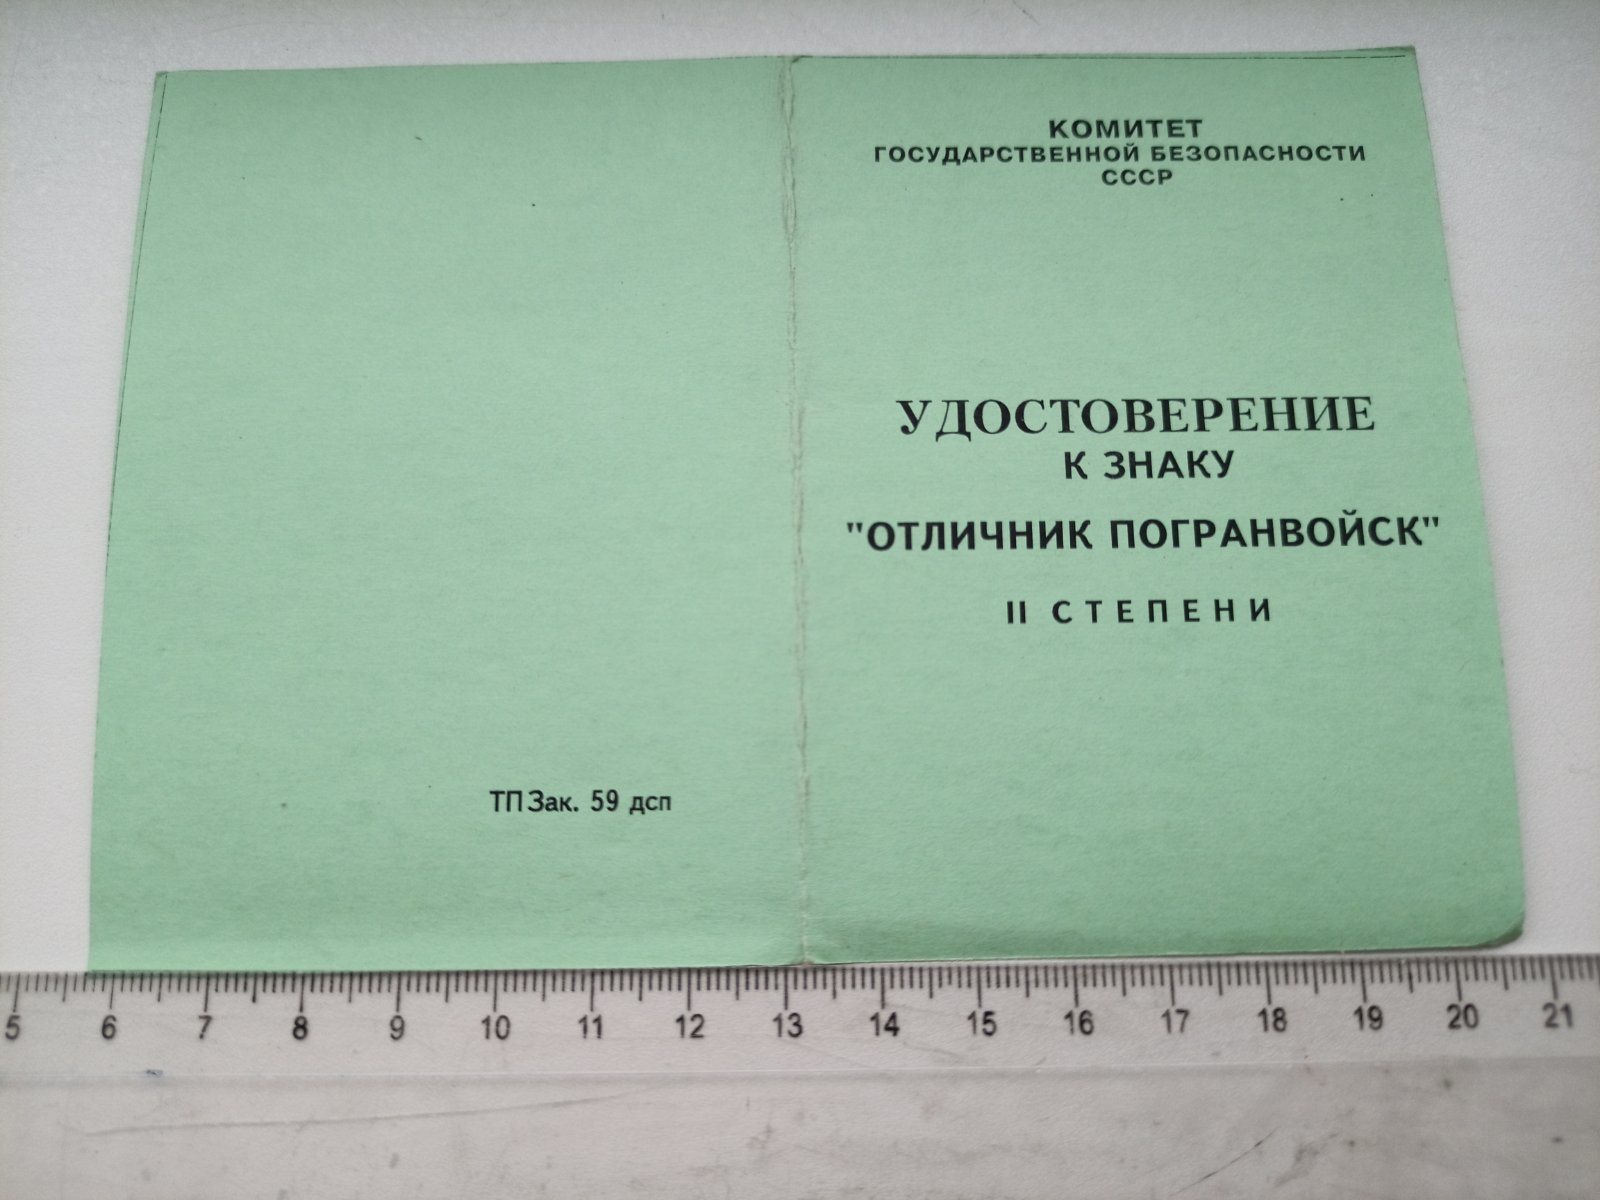 КОМИТЕТ
ГОСУДАРСТВЕННОЙ БЕЗОПАСНОСТИ
СССР
УДОСТОВЕРЕНИЕ
К ЗНАКУ
"ОТЛИЧНИК ПОГРАНВОЙСК"
II СТЕПЕНИ
ТП Зак. 59 дсп
5 6 7 8 9 10 11 12 13 14 15 16 17 18 19 20 21